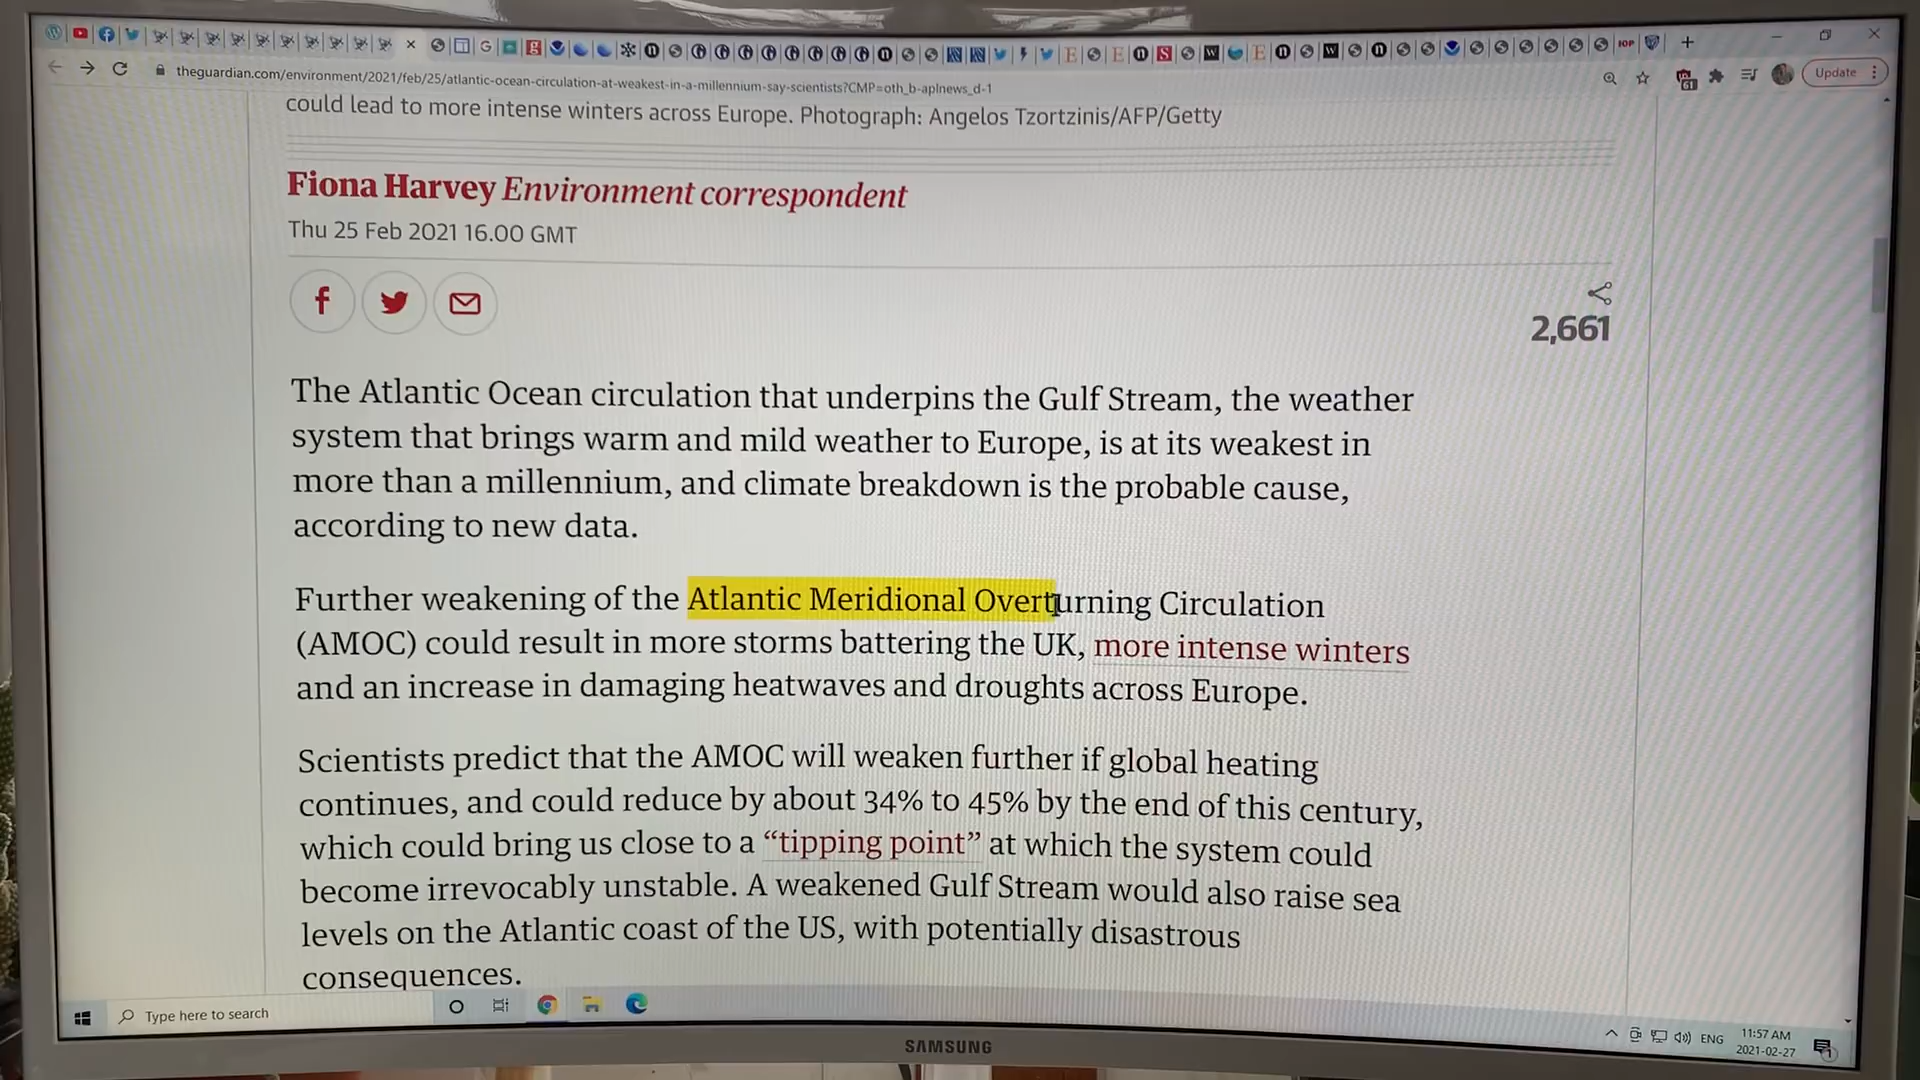 theguardian.com/environment/2021/feb/25/atlantic-ocean-circulation-at-weakest-in-a-millennium-say-scientists?CMP=oth_b-aplnews_d-1
Update
could lead to more intense winters across Europe. Photograph: Angelos Tzortzinis/AFP/Getty
Fiona Harvey Environment correspondent
Thu 25 Feb 2021 16.00 GMT
2,661
The Atlantic Ocean circulation that underpins the Gulf Stream, the weather
system that brings warm and mild weather to Europe, is at its weakest in
more than a millennium, and climate breakdown is the probable cause,
according to new data.
Further weakening of the Atlantic Meridional Overturning Circulation
(AMOC) could result in more storms battering the UK, more intense winters
and an increase in damaging heatwaves and droughts across Europe.
Scientists predict that the AMOC will weaken further if global heating
continues, and could reduce by about 34% to 45% by the end of this century,
which could bring us close to a “tipping point” at which the system could
become irrevocably unstable. A weakened Gulf Stream would also raise sea
levels on the Atlantic coast of the US, with potentially disastrous
consequences.
Type here to search
ENG
11:57 AM
2021-02-27
SAMSUNG